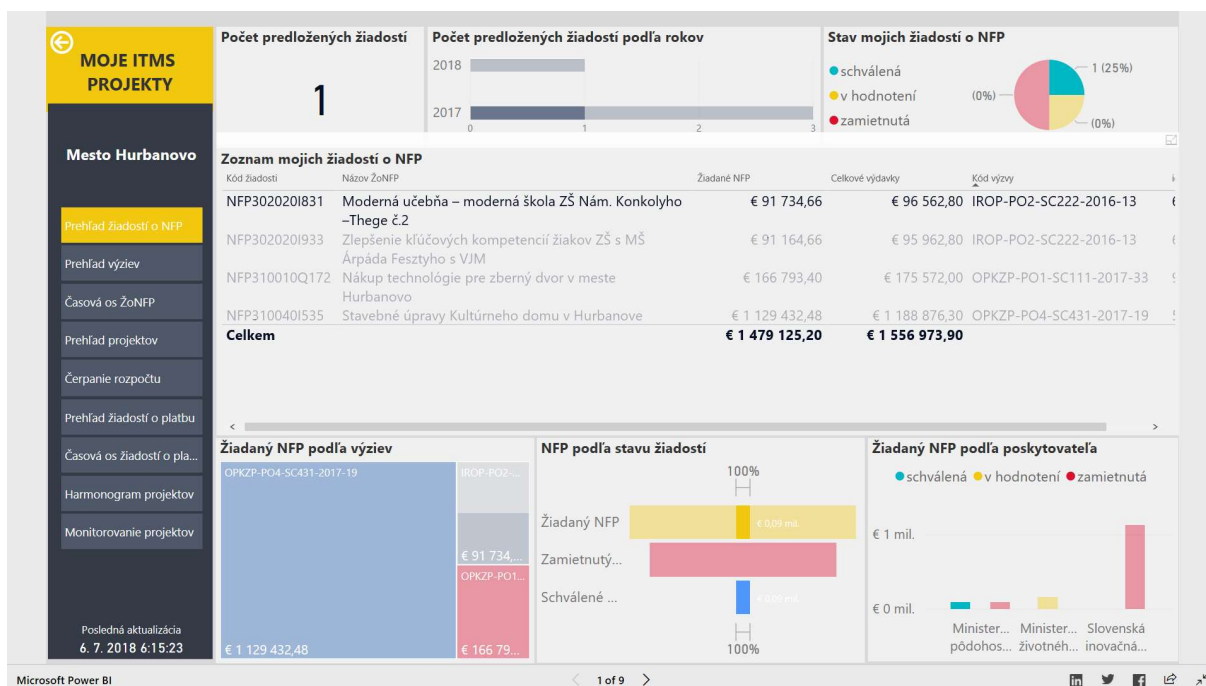 MOJE ITMS
PROJEKTY
Mesto Hurbanovo
Prehľad žiadostí o NFP
Prehľad výziev
Časová os ŽoNFP
Prehľad projektov
Čerpanie rozpočtu
Prehľad žiadostí o platbu
Časová os žiadostí o pla...
Harmonogram projektov
Monitorovanie projektov
Posledná aktualizácia
6. 7. 2018 6:15:23
Počet predložených žiadostí
1
Počet predložených žiadostí podľa rokov
2018
2017
0 1 2 3
Stav mojich žiadostí o NFP
schválená
v hodnotení
zamietnutá
1 (25%)
(0%)
(0%)
Zoznam mojich žiadostí o NFP
Kód žiadosti Názov ŽoNFP Žiadané NFP Celkové výdavky Kód výzvy
NFP302020I831 Moderná učebňa – moderná škola ZŠ Nám. Konkolyho € 91 734,66 € 96 562,80 IROP-PO2-SC222-2016-13
–Thege č.2
NFP302020I933 Zlepšenie kľúčových kompetencií žiakov ZŠ s MŠ € 91 164,66 € 95 962,80 IROP-PO2-SC222-2016-13
Árpáda Fesztyho s VJM
NFP310010Q172 Nákup technológie pre zberný dvor v meste € 166 793,40 € 175 572,00 OPKZP-PO1-SC111-2017-33
Hurbanovo
NFP310040I535 Stavebné úpravy Kultúrneho domu v Hurbanove € 1 129 432,48 € 1 188 876,30 OPKZP-PO4-SC431-2017-19
Celkem € 1 479 125,20 € 1 556 973,90
Žiadaný NFP podľa výziev
OPKZP-PO4-SC431-2017-19
€ 1 129 432,48
IROP-PO2-...
€ 91 734,...
OPKZP-PO1...
€ 166 79...
NFP podľa stavu žiadostí
100%
Žiadaný NFP
€ 0,09 mil.
Zamietnutý...
Schválené ...
€ 0,09 mil.
100%
Žiadaný NFP podľa poskytovateľa
schválená v hodnotení zamietnutá
€ 1 mil.
€ 0 mil.
Minister... Minister... Slovenská
pôdohos... životnéh... inovačná...
Microsoft Power BI
1 of 9